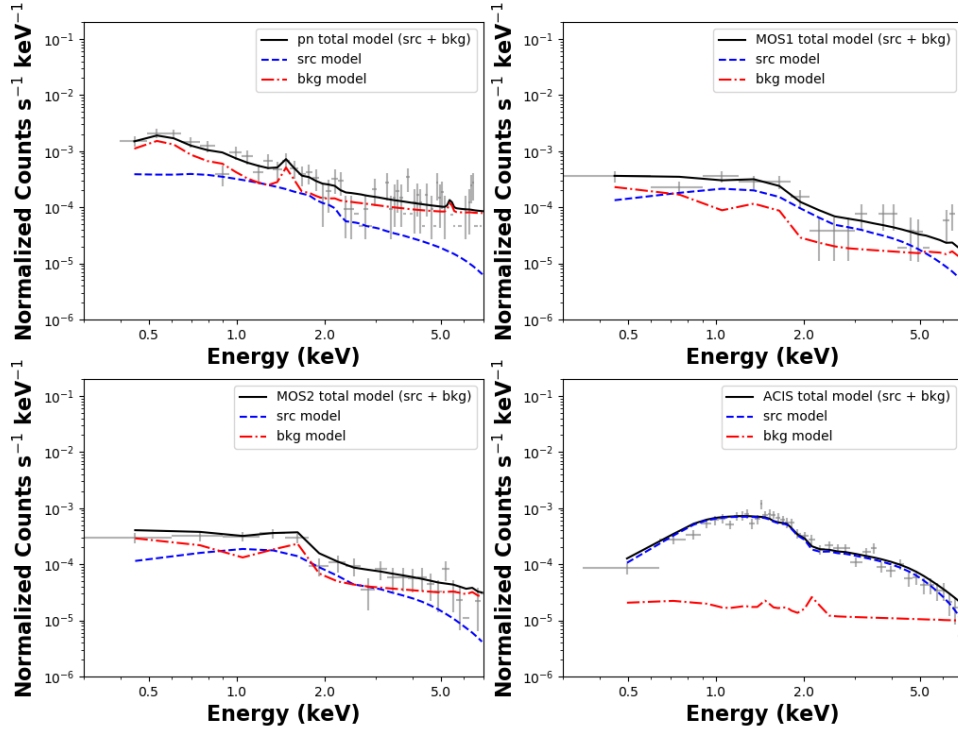 Normalized Counts s⁻¹ keV⁻¹
10⁻¹
10⁻²
10⁻³
10⁻⁴
10⁻⁵
10⁻⁶
pn total model (src + bkg)
src model
bkg model
0.5 1.0 2.0 5.0
Energy (keV)
Normalized Counts s⁻¹ keV⁻¹
10⁻¹
10⁻²
10⁻³
10⁻⁴
10⁻⁵
10⁻⁶
MOS1 total model (src + bkg)
src model
bkg model
0.5 1.0 2.0 5.0
Energy (keV)
Normalized Counts s⁻¹ keV⁻¹
10⁻¹
10⁻²
10⁻³
10⁻⁴
10⁻⁵
10⁻⁶
MOS2 total model (src + bkg)
src model
bkg model
0.5 1.0 2.0 5.0
Energy (keV)
Normalized Counts s⁻¹ keV⁻¹
10⁻¹
10⁻²
10⁻³
10⁻⁴
10⁻⁵
10⁻⁶
ACIS total model (src + bkg)
src model
bkg model
0.5 1.0 2.0 5.0
Energy (keV)